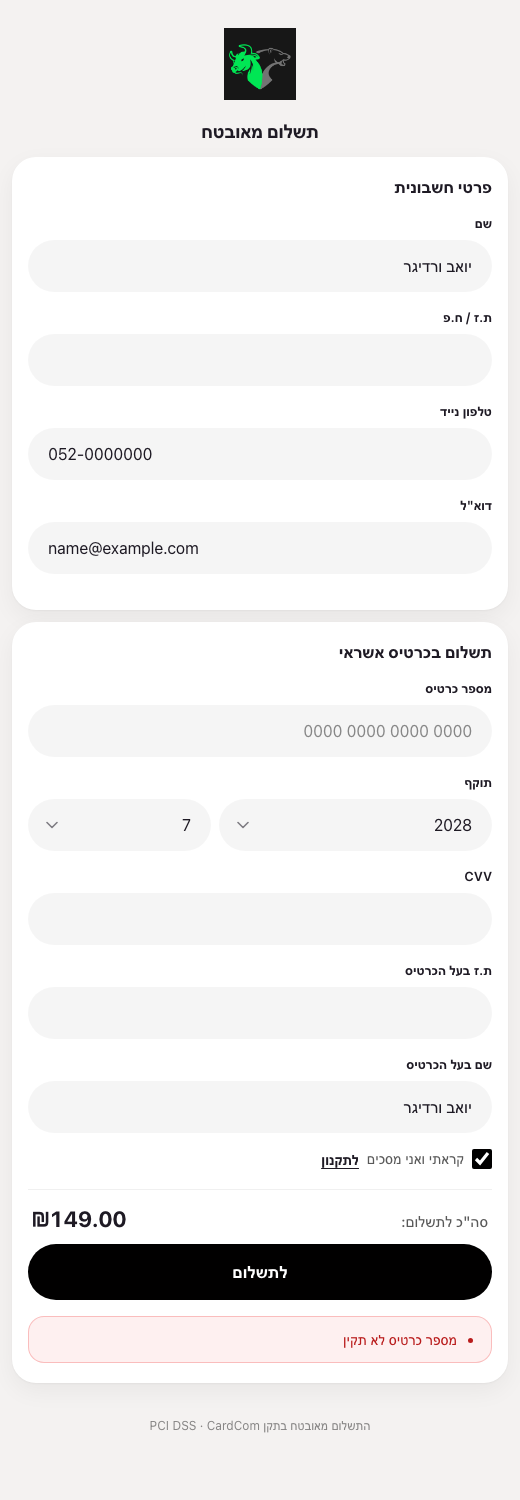 תשלום מאובטח
פרטי חשבונית
שם
יואב ורדיגר
ת.ז / ח.פ
טלפון נייד
052-0000000
דוא"ל
name@example.com
תשלום בכרטיס אשראי
מספר כרטיס
0000 0000 0000 0000
תוקף
2028 7
CVV
ת.ז בעל הכרטיס
שם בעל הכרטיס
יואב ורדיגר
קראתי ואני מסכים לתקנון
סה"כ לתשלום: ₪149.00
לתשלום
• מספר כרטיס לא תקין
התשלום מאובטח בתקן PCI DSS · CardCom